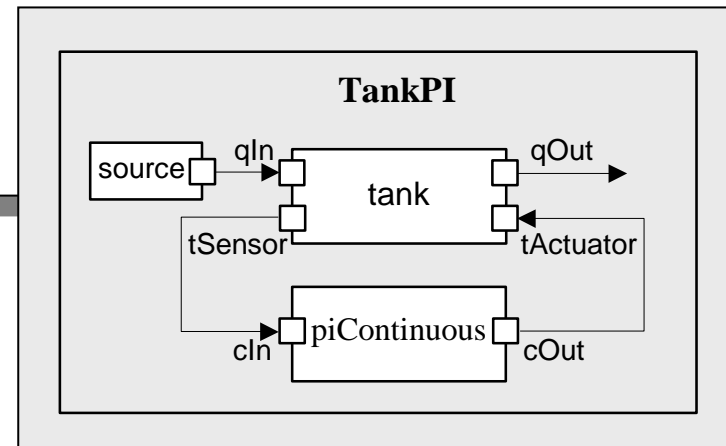 TankPI
source
qIn
qOut
tank
tSensor
tActuator
piContinuous
cIn
cOut